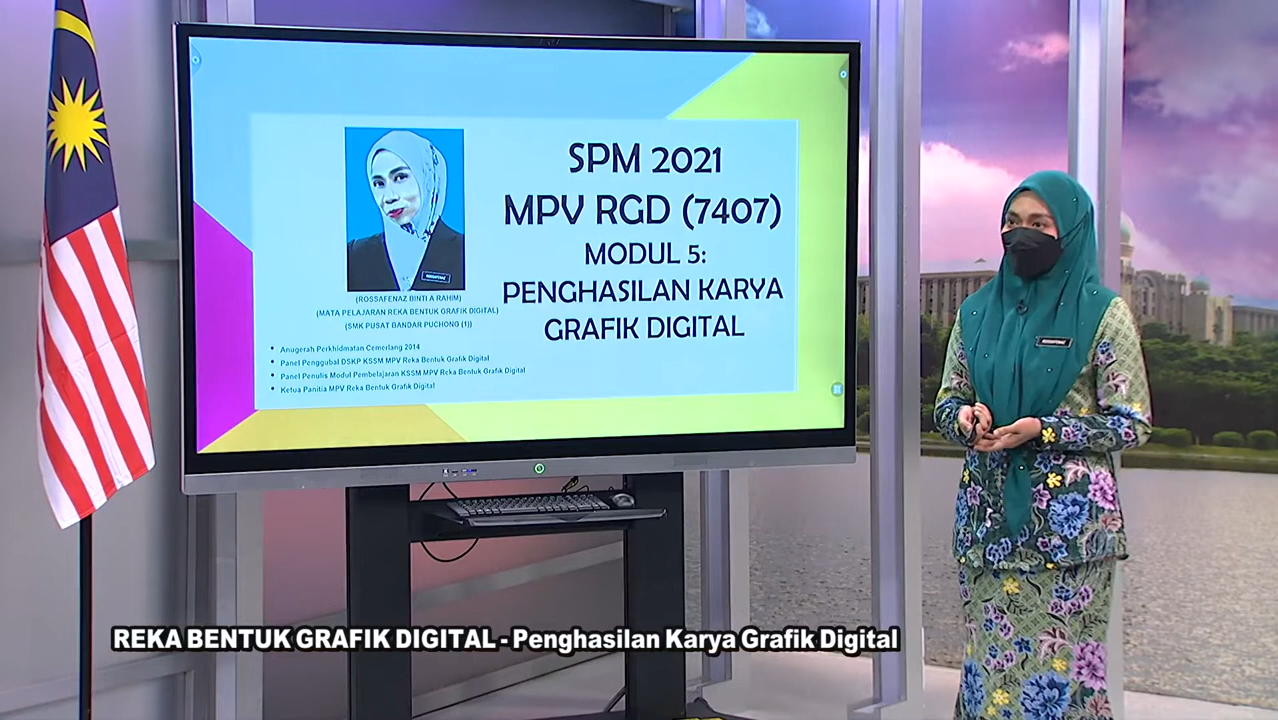 SPM 2021
MPV RGD (7407)
MODUL 5:
PENGHASILAN KARYA
GRAFIK DIGITAL
ROSSAFENAZ
(ROSSAFENAZ BINTI A RAHIM)
(MATA PELAJARAN REKA BENTUK GRAFIK DIGITAL)
(SMK PUSAT BANDAR PUCHONG (1))
• Anugerah Perkhidmatan Cemerlang 2014
• Panel Penggubal DSKP KSSM MPV Reka Bentuk Grafik Digital
• Panel Penulis Modul Pembelajaran KSSM MPV Reka Bentuk Grafik Digital
• Ketua Panitia MPV Reka Bentuk Grafik Digital
ROSSAFENAZ
REKA BENTUK GRAFIK DIGITAL - Penghasilan Karya Grafik Digital